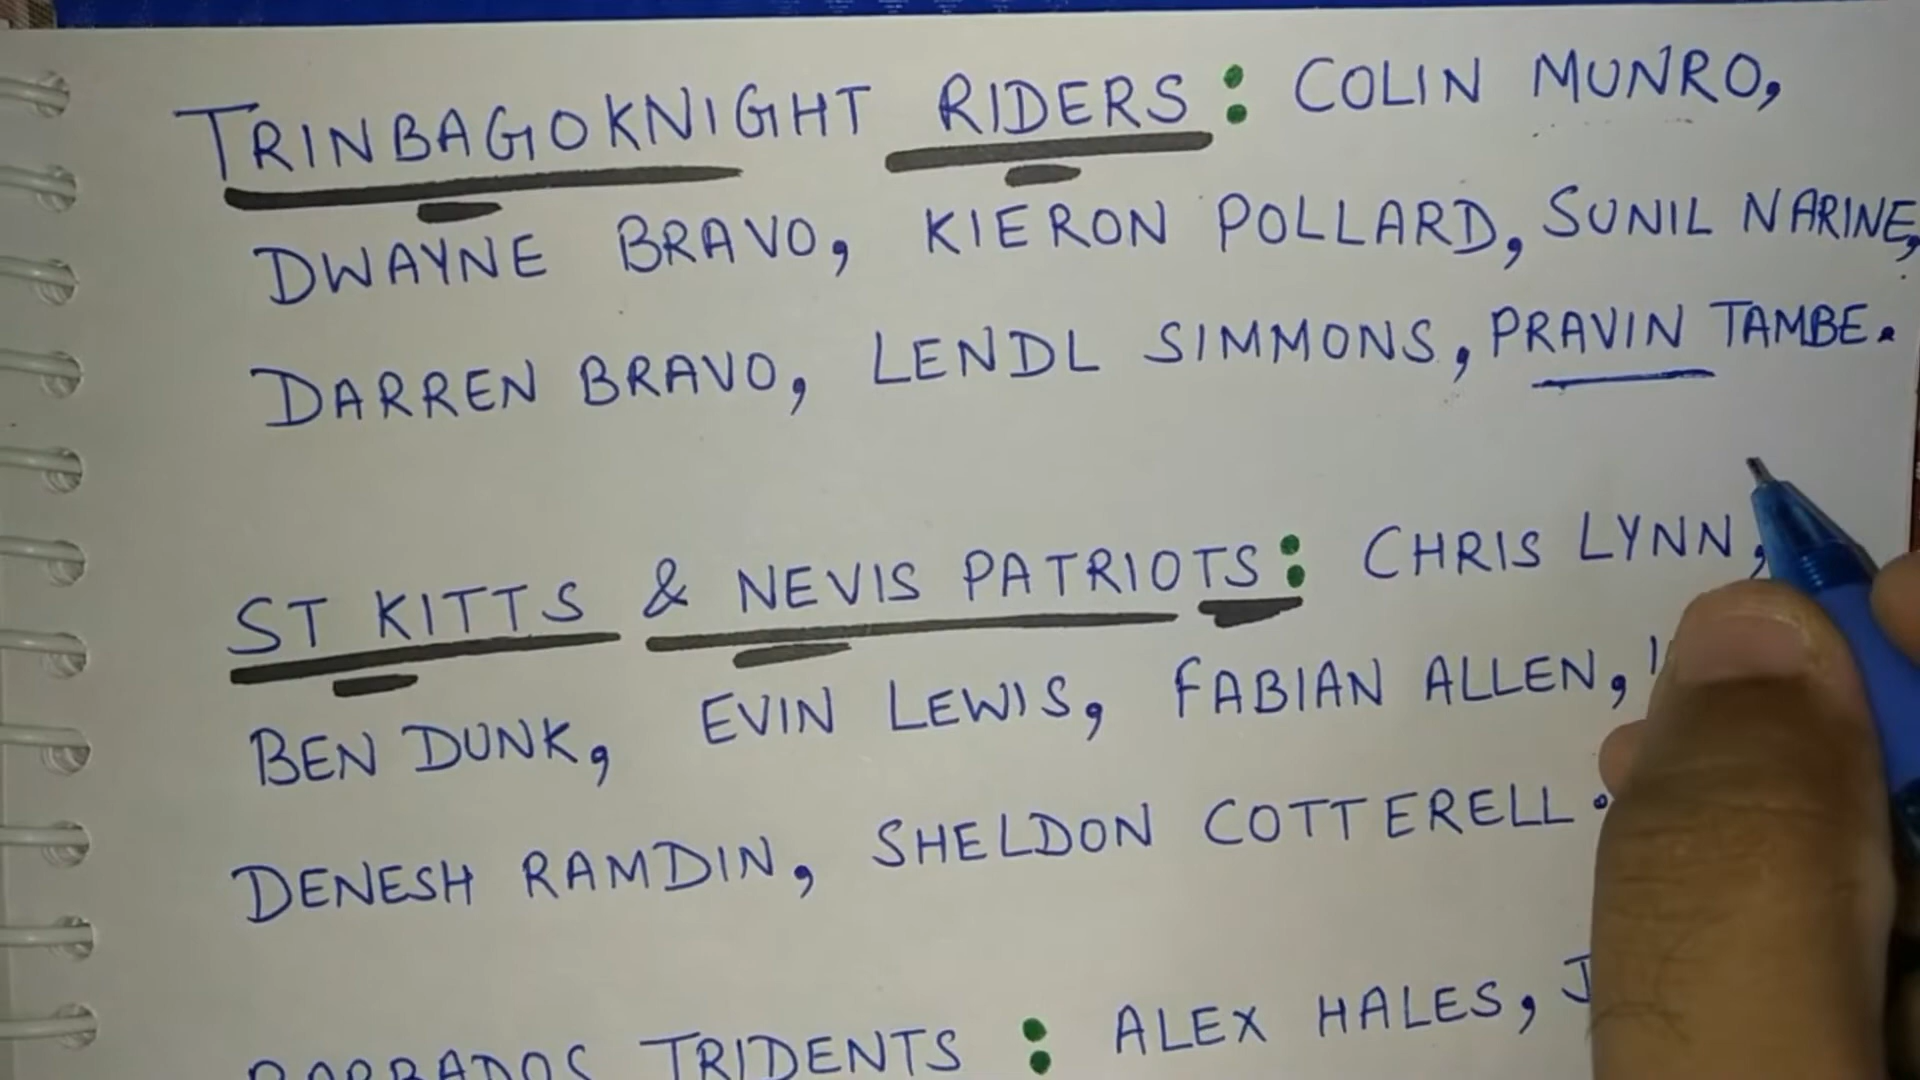 TRINBAGOKNIGHT RIDERS : COLIN MUNRO,
DWAYNE BRAVO, KIERON POLLARD, SUNIL NARINE,
DARREN BRAVO, LENDL SIMMONS, PRAVIN TAMBE.
ST KITTS & NEVIS PATRIOTS : CHRIS LYNN,
BEN DUNK, EVIN LEWIS, FABIAN ALLEN,
DENESH RAMDIN, SHELDON COTTERELL.
BARBADOS TRIDENTS : ALEX HALES,